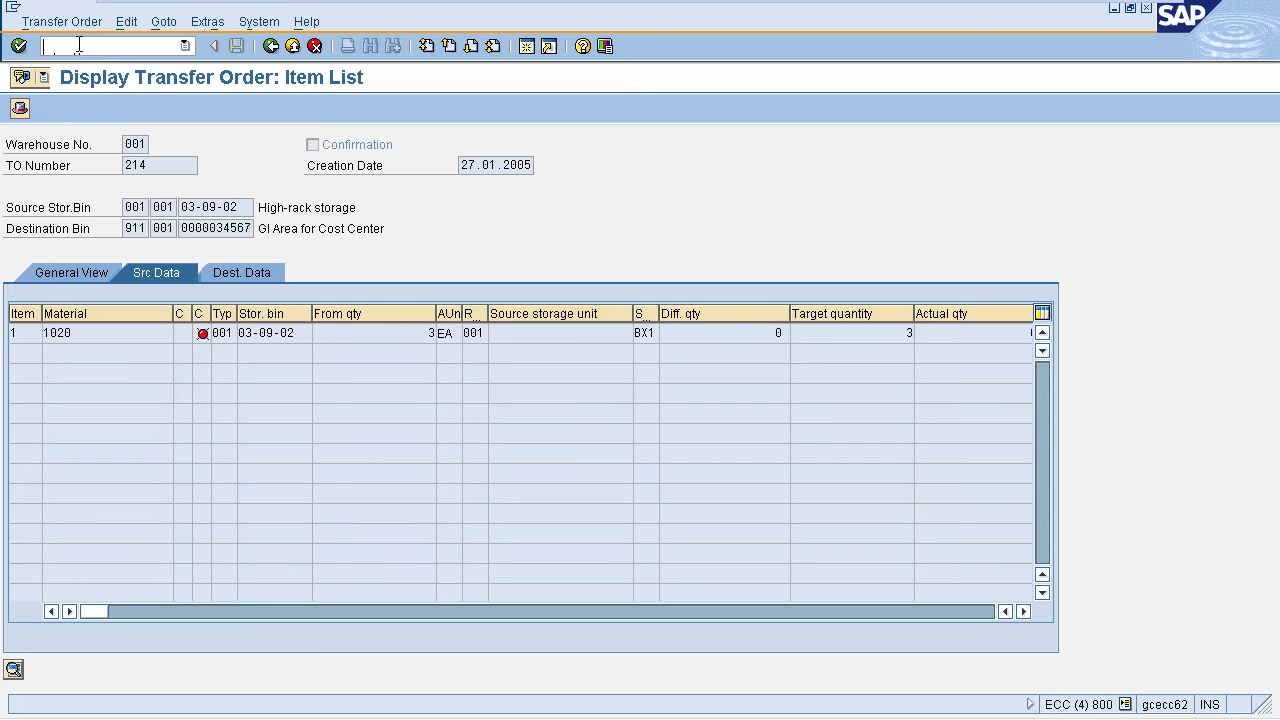 Transfer Order Edit Goto Extras System Help
SAP
Display Transfer Order: Item List
Warehouse No. 001 Confirmation
TO Number 214 Creation Date 27.01.2005
Source Stor.Bin 001 001 03-09-02 High-rack storage
Destination Bin 911 001 0000034567 GI Area for Cost Center
General View Src Data Dest. Data
Item Material C C Typ Stor. bin From qty AUn R... Source storage unit S... Diff. qty Target quantity Actual qty
1 1020 001 03-09-02 3 EA 001 BX1 0 3
ECC (4) 800 gcecc62 INS